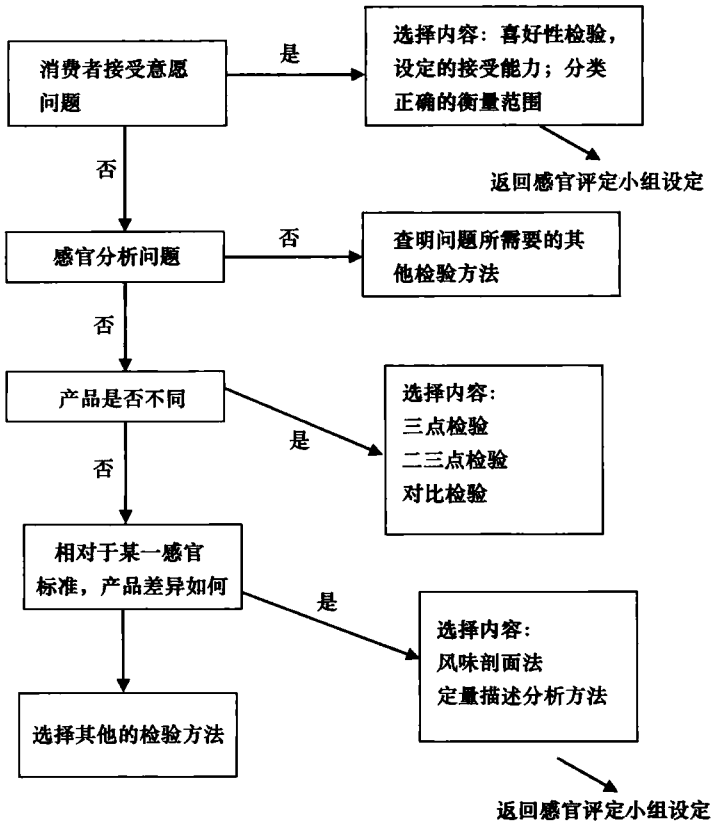 消费者接受意愿
问题
是
选择内容：喜好性检验，
设定的接受能力；分类
正确的衡量范围
返回感官评定小组设定
否
感官分析问题
否
查明问题所需要的其
他检验方法
否
产品是否不同
是
选择内容：
三点检验
二三点检验
对比检验
否
相对于某一感官
标准，产品差异如何
是
选择内容：
风味剖面法
定量描述分析方法
选择其他的检验方法
返回感官评定小组设定